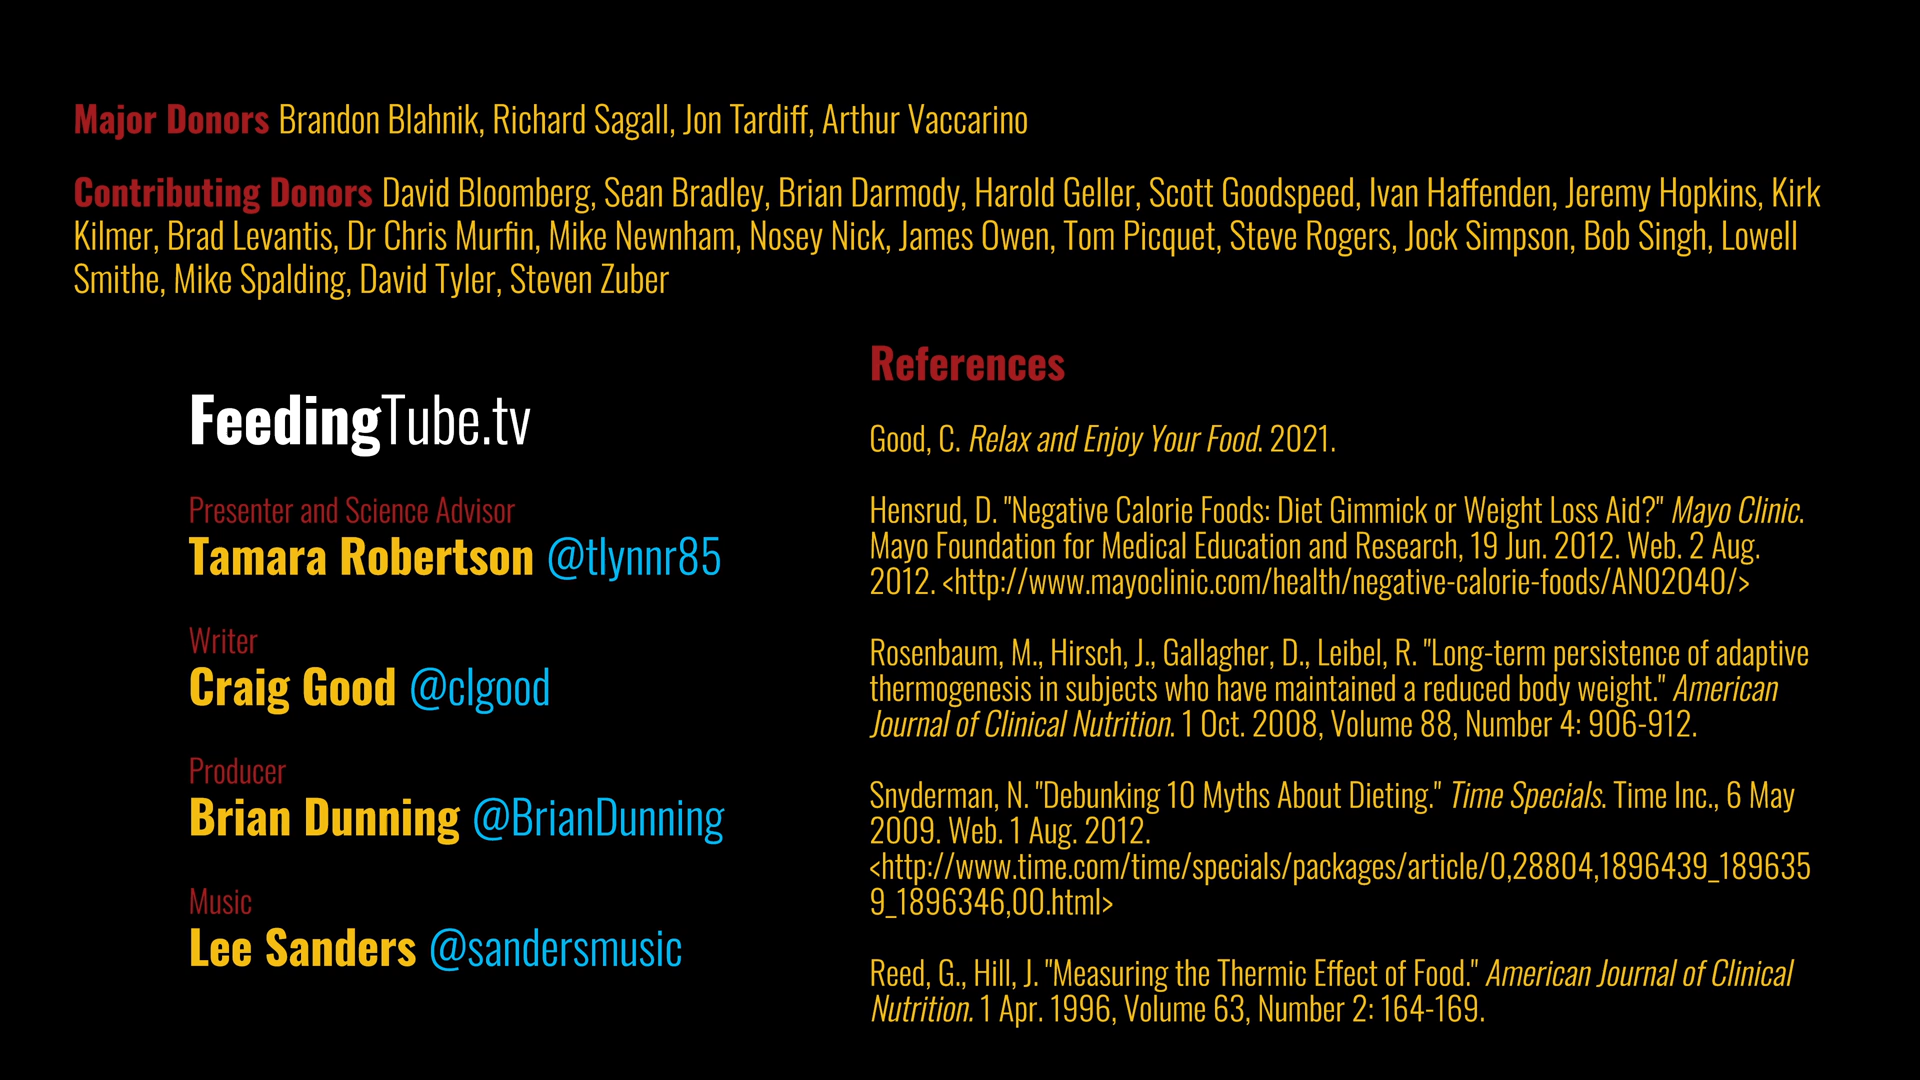 Major Donors Brandon Blahnik, Richard Sagall, Jon Tardiff, Arthur Vaccarino
Contributing Donors David Bloomberg, Sean Bradley, Brian Darmody, Harold Geller, Scott Goodspeed, Ivan Haffenden, Jeremy Hopkins, Kirk
Kilmer, Brad Levantis, Dr Chris Murfin, Mike Newnham, Nosey Nick, James Owen, Tom Picquet, Steve Rogers, Jock Simpson, Bob Singh, Lowell
Smithe, Mike Spalding, David Tyler, Steven Zuber
FeedingTube.tv
Presenter and Science Advisor
Tamara Robertson @tlynnr85
Writer
Craig Good @clgood
Producer
Brian Dunning @BrianDunning
Music
Lee Sanders @sandersmusic
References
Good, C. Relax and Enjoy Your Food. 2021.
Hensrud, D. "Negative Calorie Foods: Diet Gimmick or Weight Loss Aid?" Mayo Clinic.
Mayo Foundation for Medical Education and Research, 19 Jun. 2012. Web. 2 Aug.
2012. <http://www.mayoclinic.com/health/negative-calorie-foods/AN02040/>
Rosenbaum, M., Hirsch, J., Gallagher, D., Leibel, R. "Long-term persistence of adaptive
thermogenesis in subjects who have maintained a reduced body weight." American
Journal of Clinical Nutrition. 1 Oct. 2008, Volume 88, Number 4: 906-912.
Snyderman, N. "Debunking 10 Myths About Dieting." Time Specials. Time Inc., 6 May
2009. Web. 1 Aug. 2012.
<http://www.time.com/time/specials/packages/article/0,28804,1896439_189635
9_1896346,00.html>
Reed, G., Hill, J. "Measuring the Thermic Effect of Food." American Journal of Clinical
Nutrition. 1 Apr. 1996, Volume 63, Number 2: 164-169.